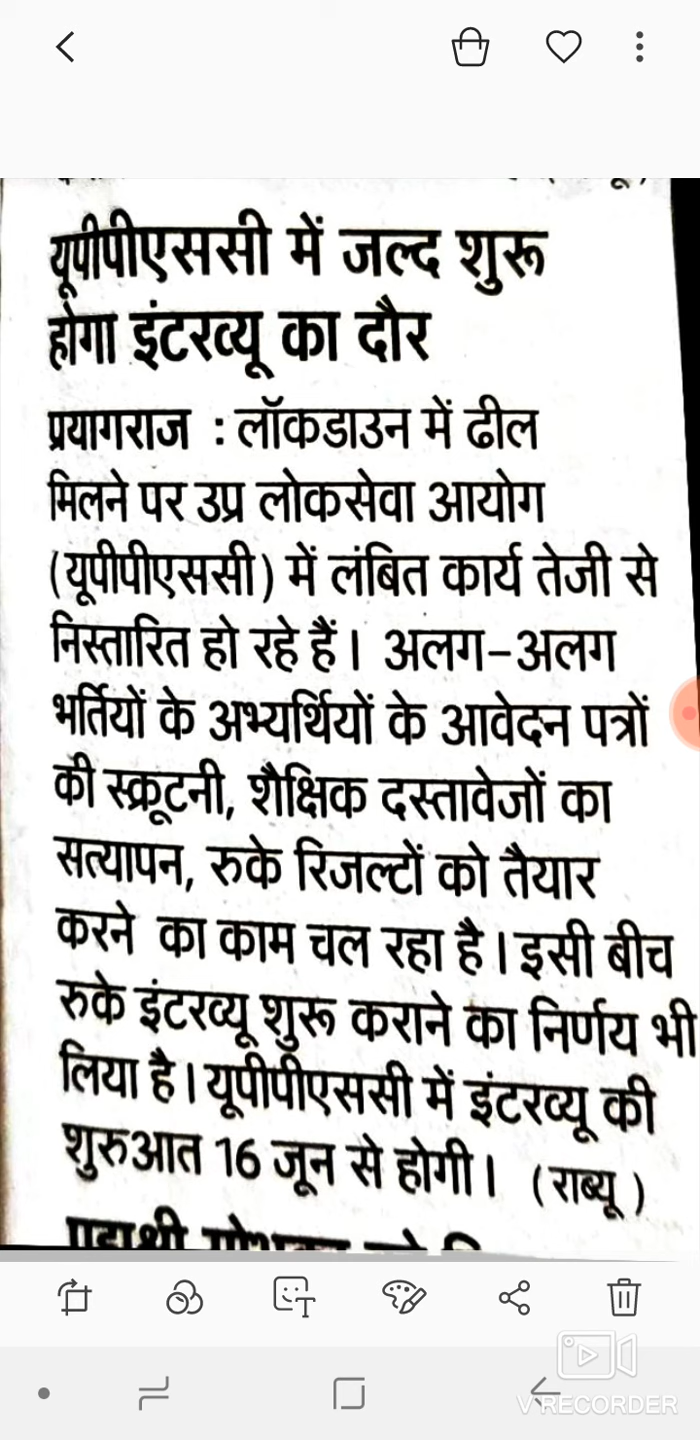 यूपीपीएससी में जल्द शुरू
होगा इंटरव्यू का दौर
प्रयागराज : लॉकडाउन में ढील
मिलने पर उप्र लोकसेवा आयोग
(यूपीपीएससी) में लंबित कार्य तेजी से
निस्तारित हो रहे हैं। अलग-अलग
भर्तियों के अभ्यर्थियों के आवेदन पत्रों
की स्क्रूटनी, शैक्षिक दस्तावेजों का
सत्यापन, रुके रिजल्टों को तैयार
करने का काम चल रहा है। इसी बीच
रुके इंटरव्यू शुरू कराने का निर्णय भी
लिया है। यूपीपीएससी में इंटरव्यू की
शुरुआत 16 जून से होगी। (राब्यू)
V RECORDER